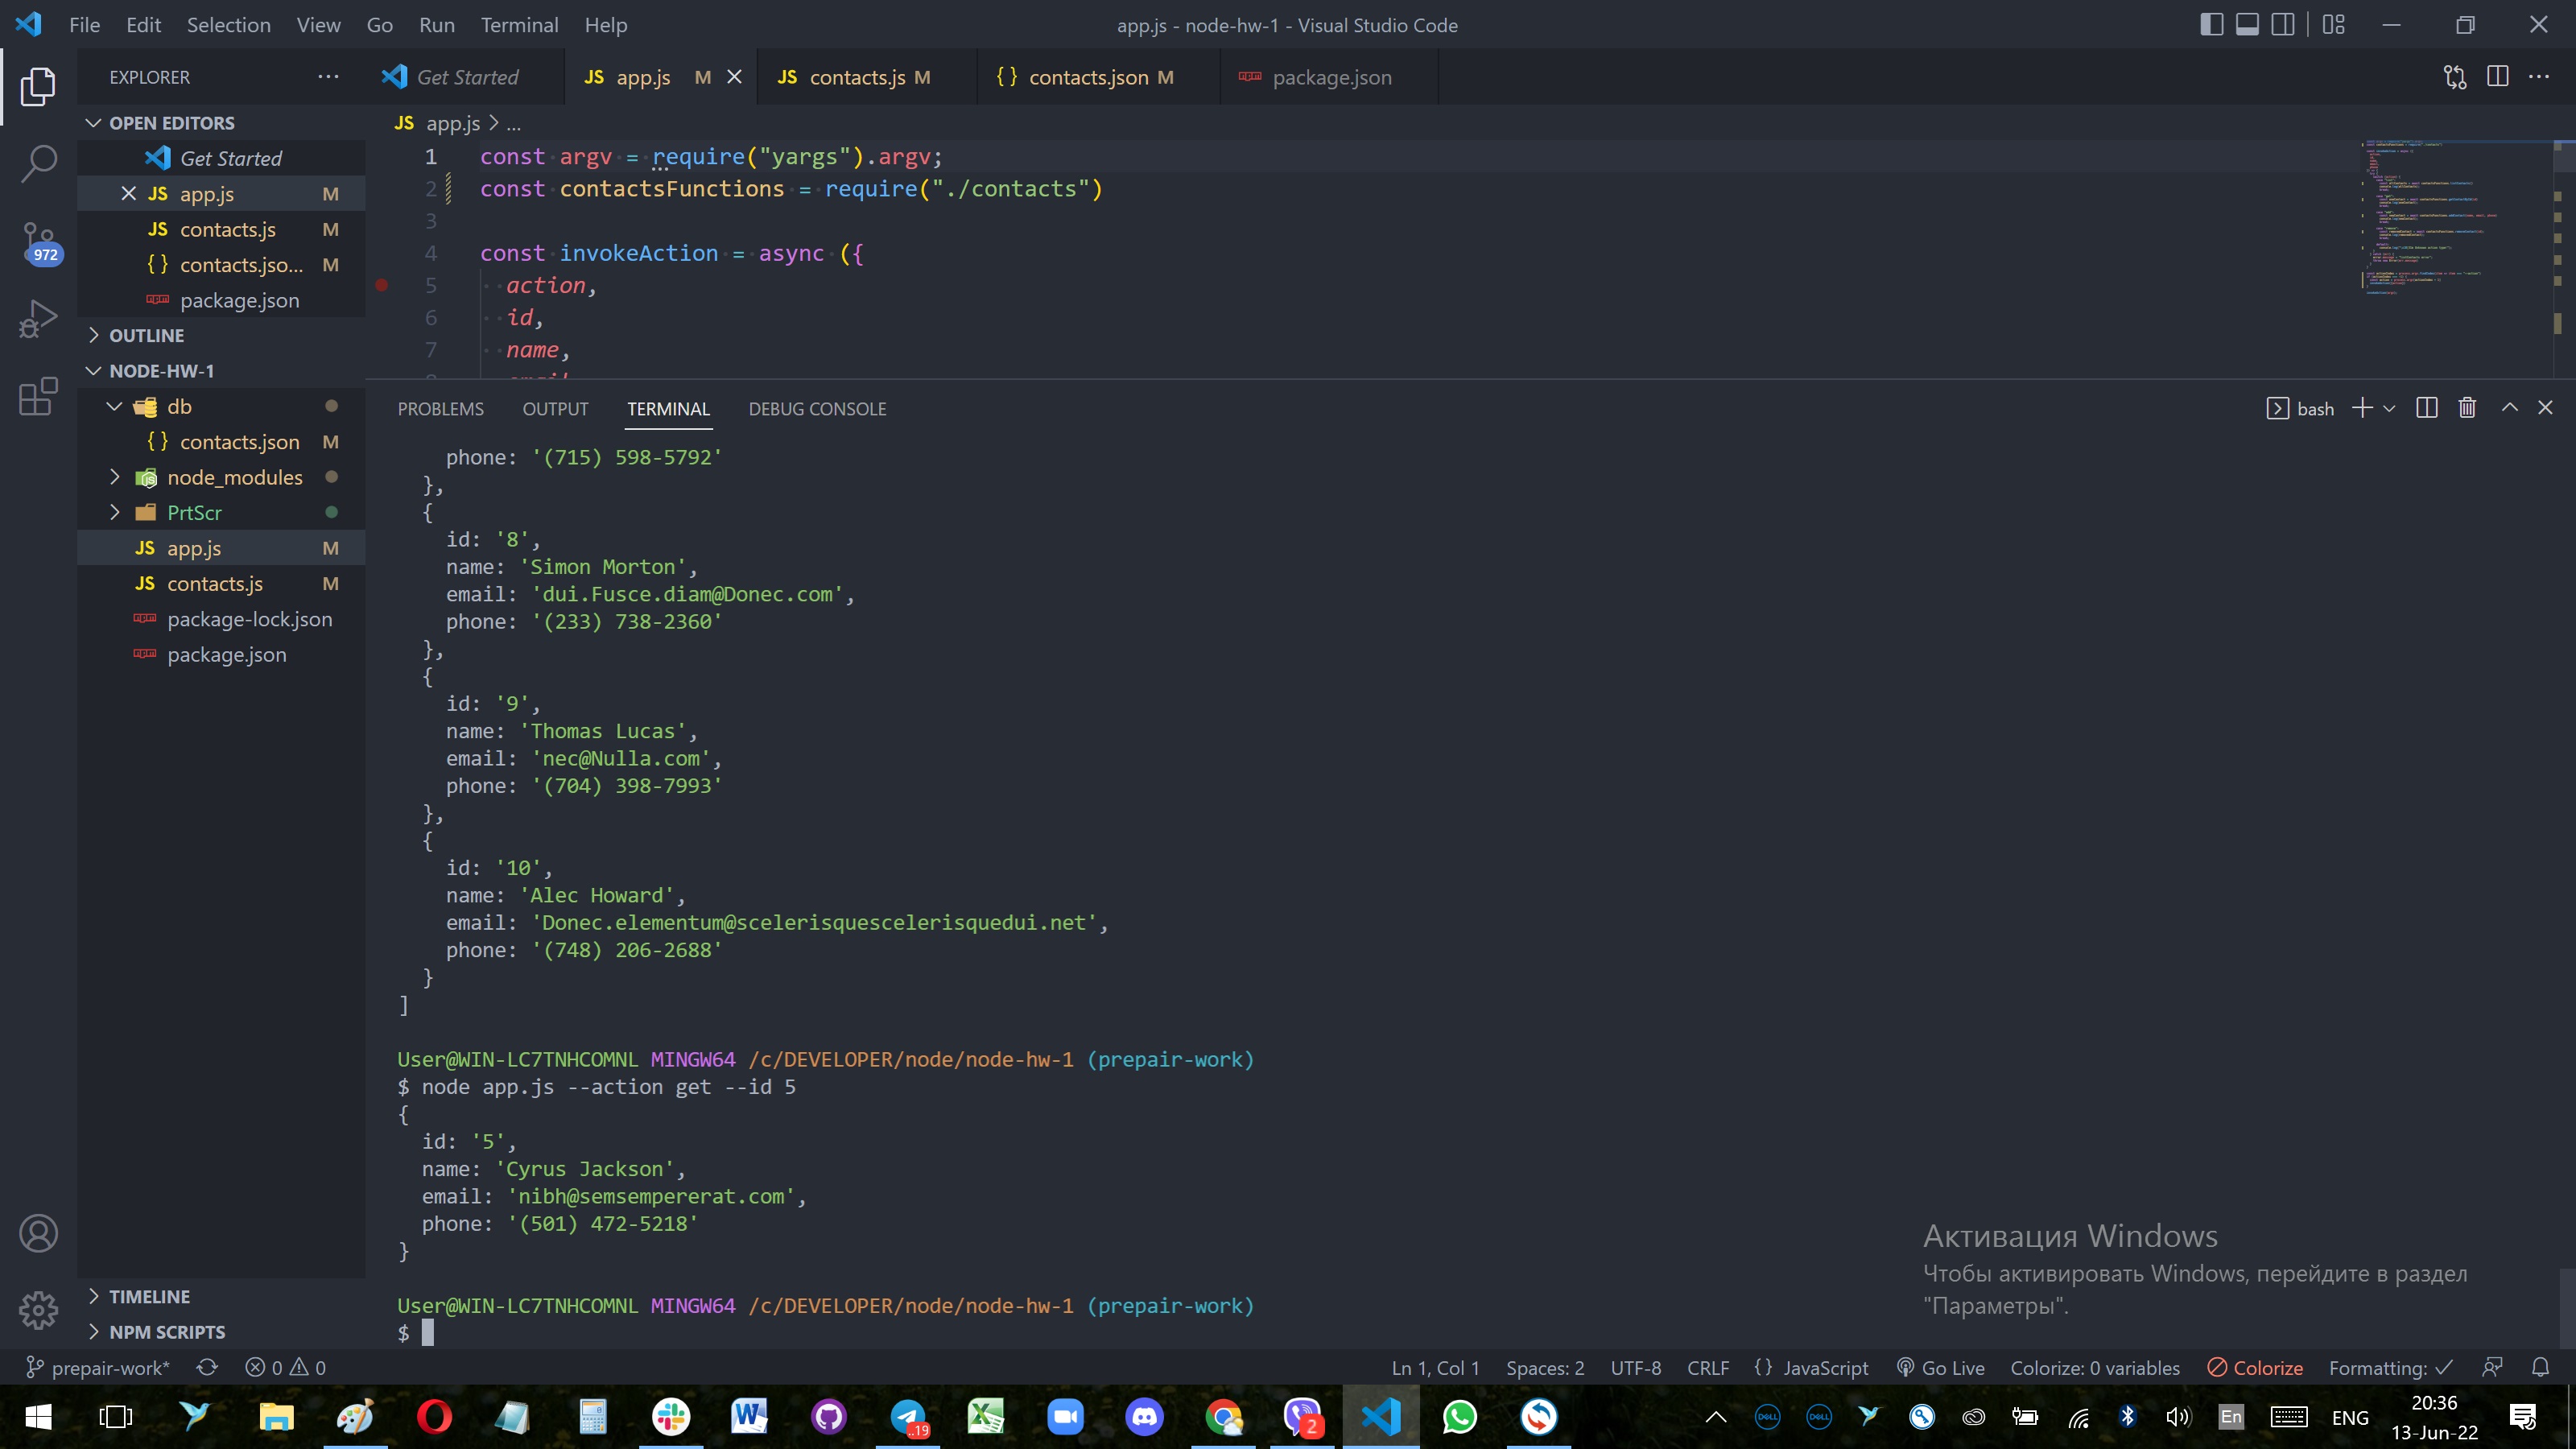 File Edit Selection View Go Run Terminal Help
app.js - node-hw-1 - Visual Studio Code
EXPLORER
Get Started
JS app.js M
JS contacts.js M
{} contacts.json M
package.json
OPEN EDITORS
Get Started
JS app.js M
JS contacts.js M
{} contacts.jso... M
package.json
OUTLINE
NODE-HW-1
db
{} contacts.json M
node_modules
PrtScr
JS app.js M
JS contacts.js M
package-lock.json
package.json
TIMELINE
NPM SCRIPTS
972
JS app.js > ...
1 const argv = require("yargs").argv;
2 const contactsFunctions = require("./contacts")
3
4 const invokeAction = async ({
5 action,
6 id,
7 name,
PROBLEMS OUTPUT TERMINAL DEBUG CONSOLE
bash
phone: '(715) 598-5792'
},
{
id: '8',
name: 'Simon Morton',
email: 'dui.Fusce.diam@Donec.com',
phone: '(233) 738-2360'
},
{
id: '9',
name: 'Thomas Lucas',
email: 'nec@Nulla.com',
phone: '(704) 398-7993'
},
{
id: '10',
name: 'Alec Howard',
email: 'Donec.elementum@scelerisquescelerisquedui.net',
phone: '(748) 206-2688'
}
]
User@WIN-LC7TNHCOMNL MINGW64 /c/DEVELOPER/node/node-hw-1 (prepair-work)
$ node app.js --action get --id 5
{
id: '5',
name: 'Cyrus Jackson',
email: 'nibh@semsempererat.com',
phone: '(501) 472-5218'
}
User@WIN-LC7TNHCOMNL MINGW64 /c/DEVELOPER/node/node-hw-1 (prepair-work)
$
Активация Windows
Чтобы активировать Windows, перейдите в раздел
"Параметры".
prepair-work* 0 0
Ln 1, Col 1 Spaces: 2 UTF-8 CRLF {} JavaScript Go Live Colorize: 0 variables Colorize Formatting:
..19
2
DELL
DELL
En
ENG
20:36
13-Jun-22